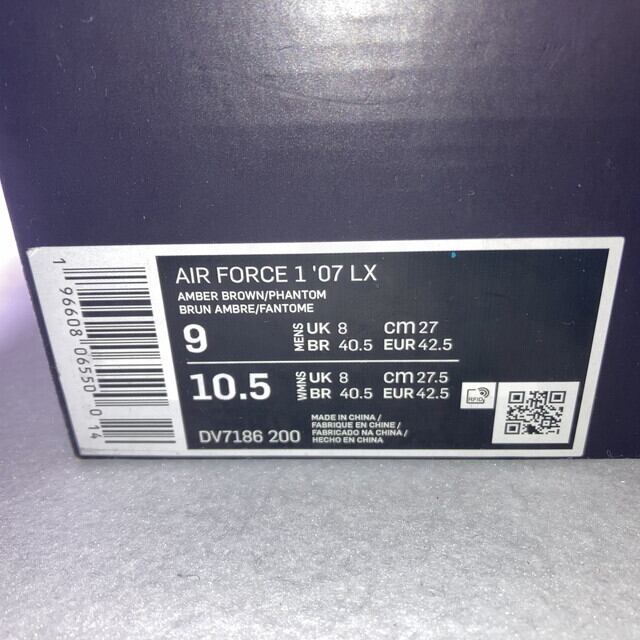 AIR FORCE 1 '07 LX
AMBER BROWN/PHANTOM
BRUN AMBRE/FANTOME
9 MENS UK 8 cm 27
BR 40.5 EUR 42.5
10.5 WMNS UK 8 cm 27.5
BR 40.5 EUR 42.5
RFID
DV7186 200
MADE IN CHINA /
FABRIQUE EN CHINE /
FABRICADO NA CHINA /
HECHO EN CHINA
1 96608 06550 0 14